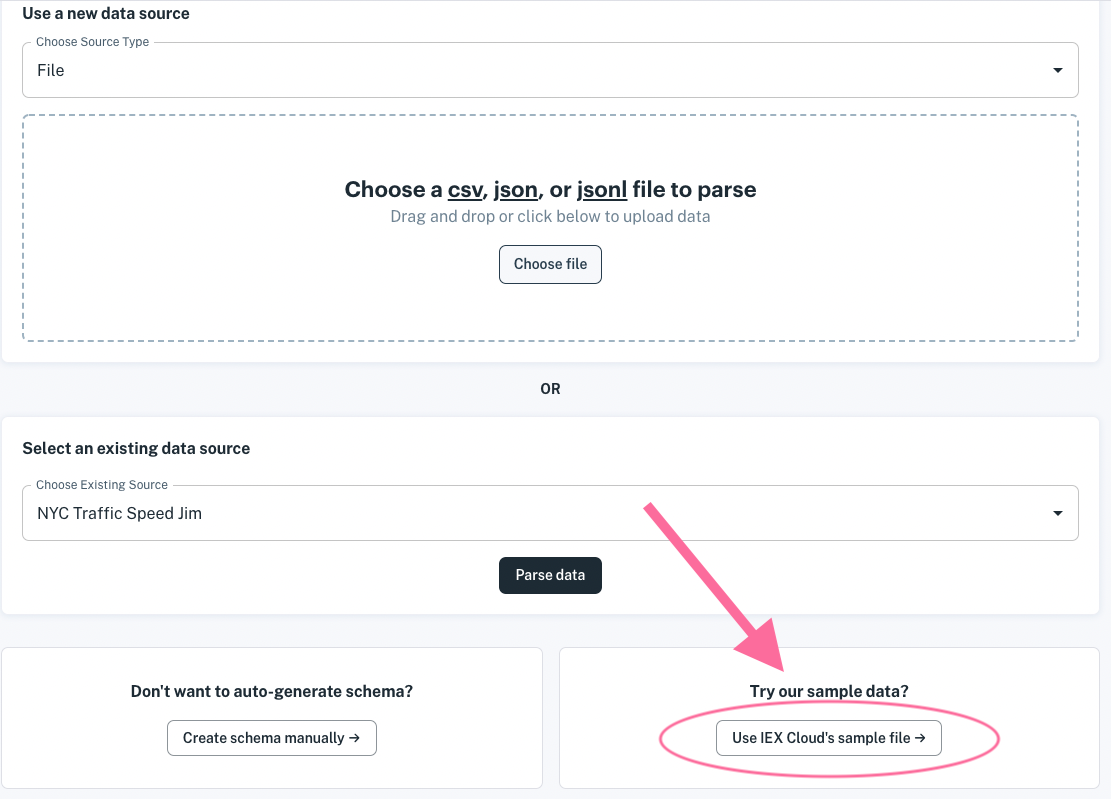 Use a new data source
Choose Source Type
File
Choose a csv, json, or jsonl file to parse
Drag and drop or click below to upload data
Choose file
OR
Select an existing data source
Choose Existing Source
NYC Traffic Speed Jim
Parse data
Don't want to auto-generate schema?
Create schema manually →
Try our sample data?
Use IEX Cloud's sample file →